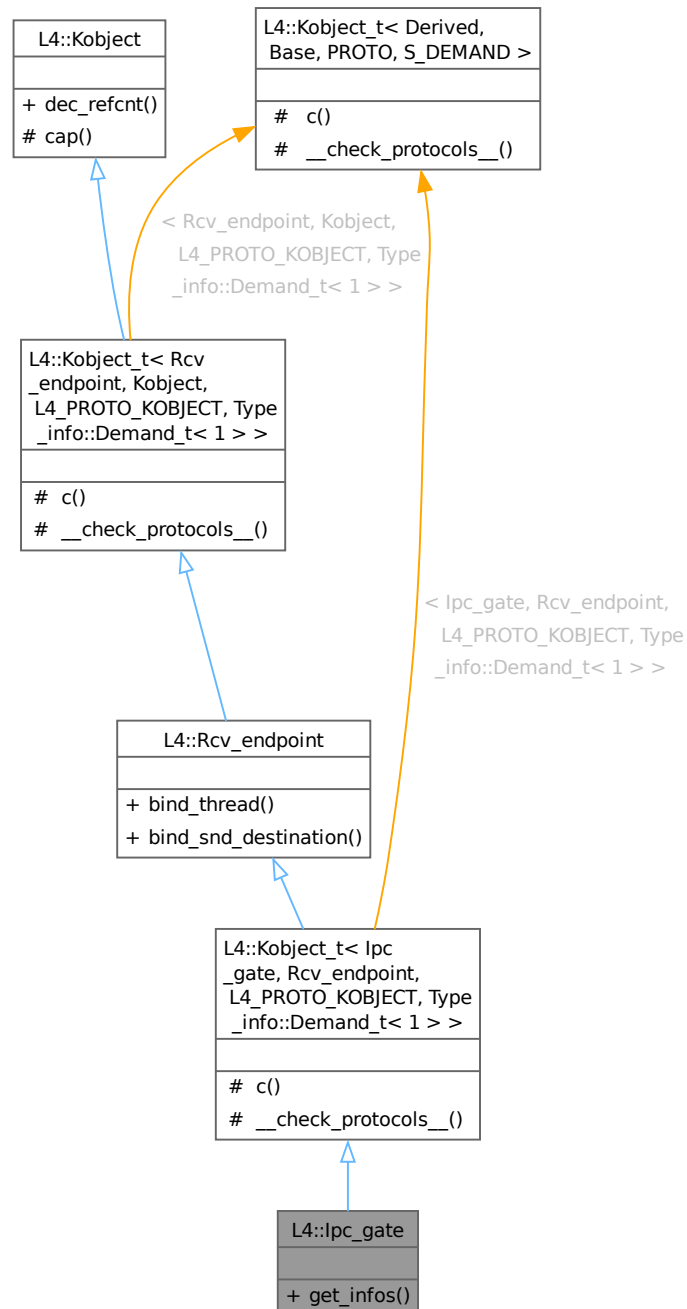 L4::Kobject
+ dec_refcnt()
# cap()
L4::Kobject_t< Derived,
Base, PROTO, S_DEMAND >
# c()
# __check_protocols__()
< Rcv_endpoint, Kobject,
L4_PROTO_KOBJECT, Type
_info::Demand_t< 1 > >
L4::Kobject_t< Rcv
_endpoint, Kobject,
L4_PROTO_KOBJECT, Type
_info::Demand_t< 1 > >
# c()
# __check_protocols__()
< Ipc_gate, Rcv_endpoint,
L4_PROTO_KOBJECT, Type
_info::Demand_t< 1 > >
L4::Rcv_endpoint
+ bind_thread()
+ bind_snd_destination()
L4::Kobject_t< Ipc
_gate, Rcv_endpoint,
L4_PROTO_KOBJECT, Type
_info::Demand_t< 1 > >
# c()
# __check_protocols__()
L4::Ipc_gate
+ get_infos()